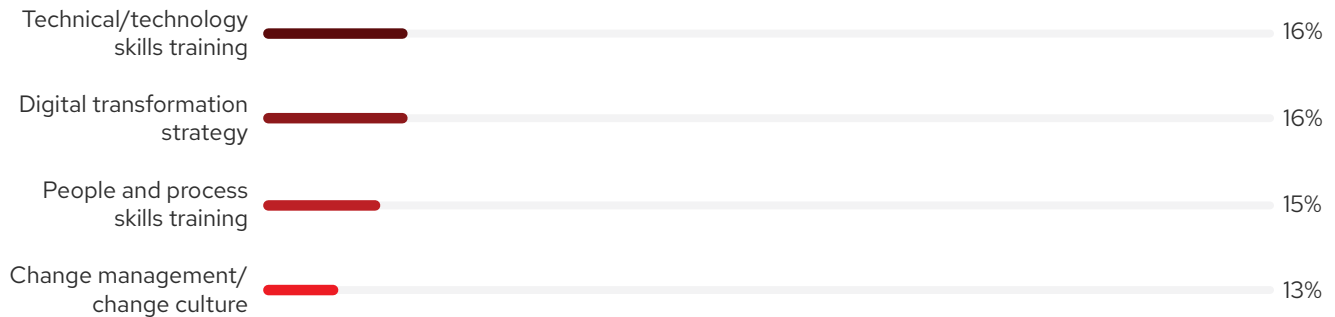 Technical/technology
skills training
16%
Digital transformation
strategy
16%
People and process
skills training
15%
Change management/
change culture
13%